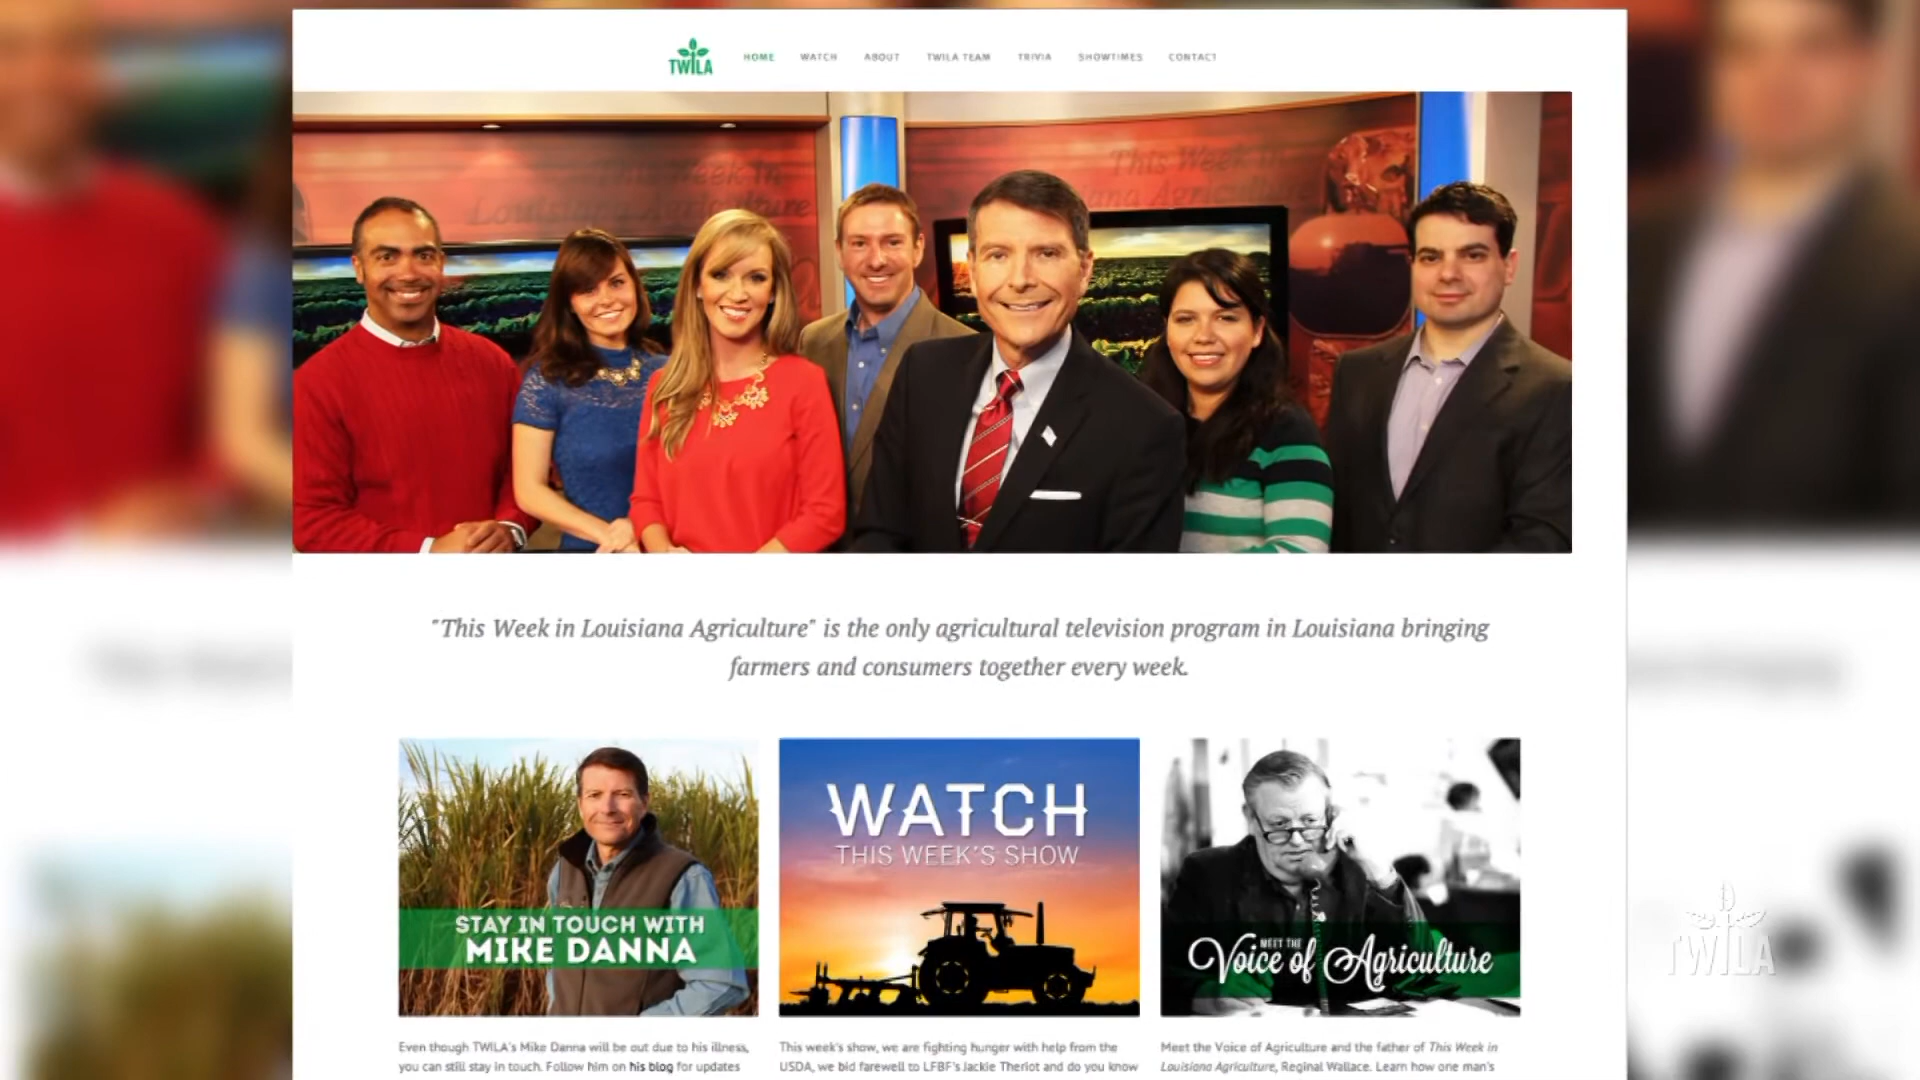 TWILA
HOME WATCH ABOUT TWILA TEAM TRIVIA SHOWTIMES CONTACT
This Week In
Louisiana Agriculture
This Week In
Louisiana Agriculture
"This Week in Louisiana Agriculture" is the only agricultural television program in Louisiana bringing
farmers and consumers together every week.
STAY IN TOUCH WITH
MIKE DANNA
WATCH
THIS WEEK'S SHOW
MEET THE
Voice of Agriculture
TWILA
Even though TWILA's Mike Danna will be out due to his illness,
you can still stay in touch. Follow him on his blog for updates
This week's show, we are fighting hunger with help from the
USDA, we bid farewell to LFBF's Jackie Theriot and do you know
Meet the Voice of Agriculture and the father of This Week in
Louisiana Agriculture, Reginal Wallace. Learn how one man's